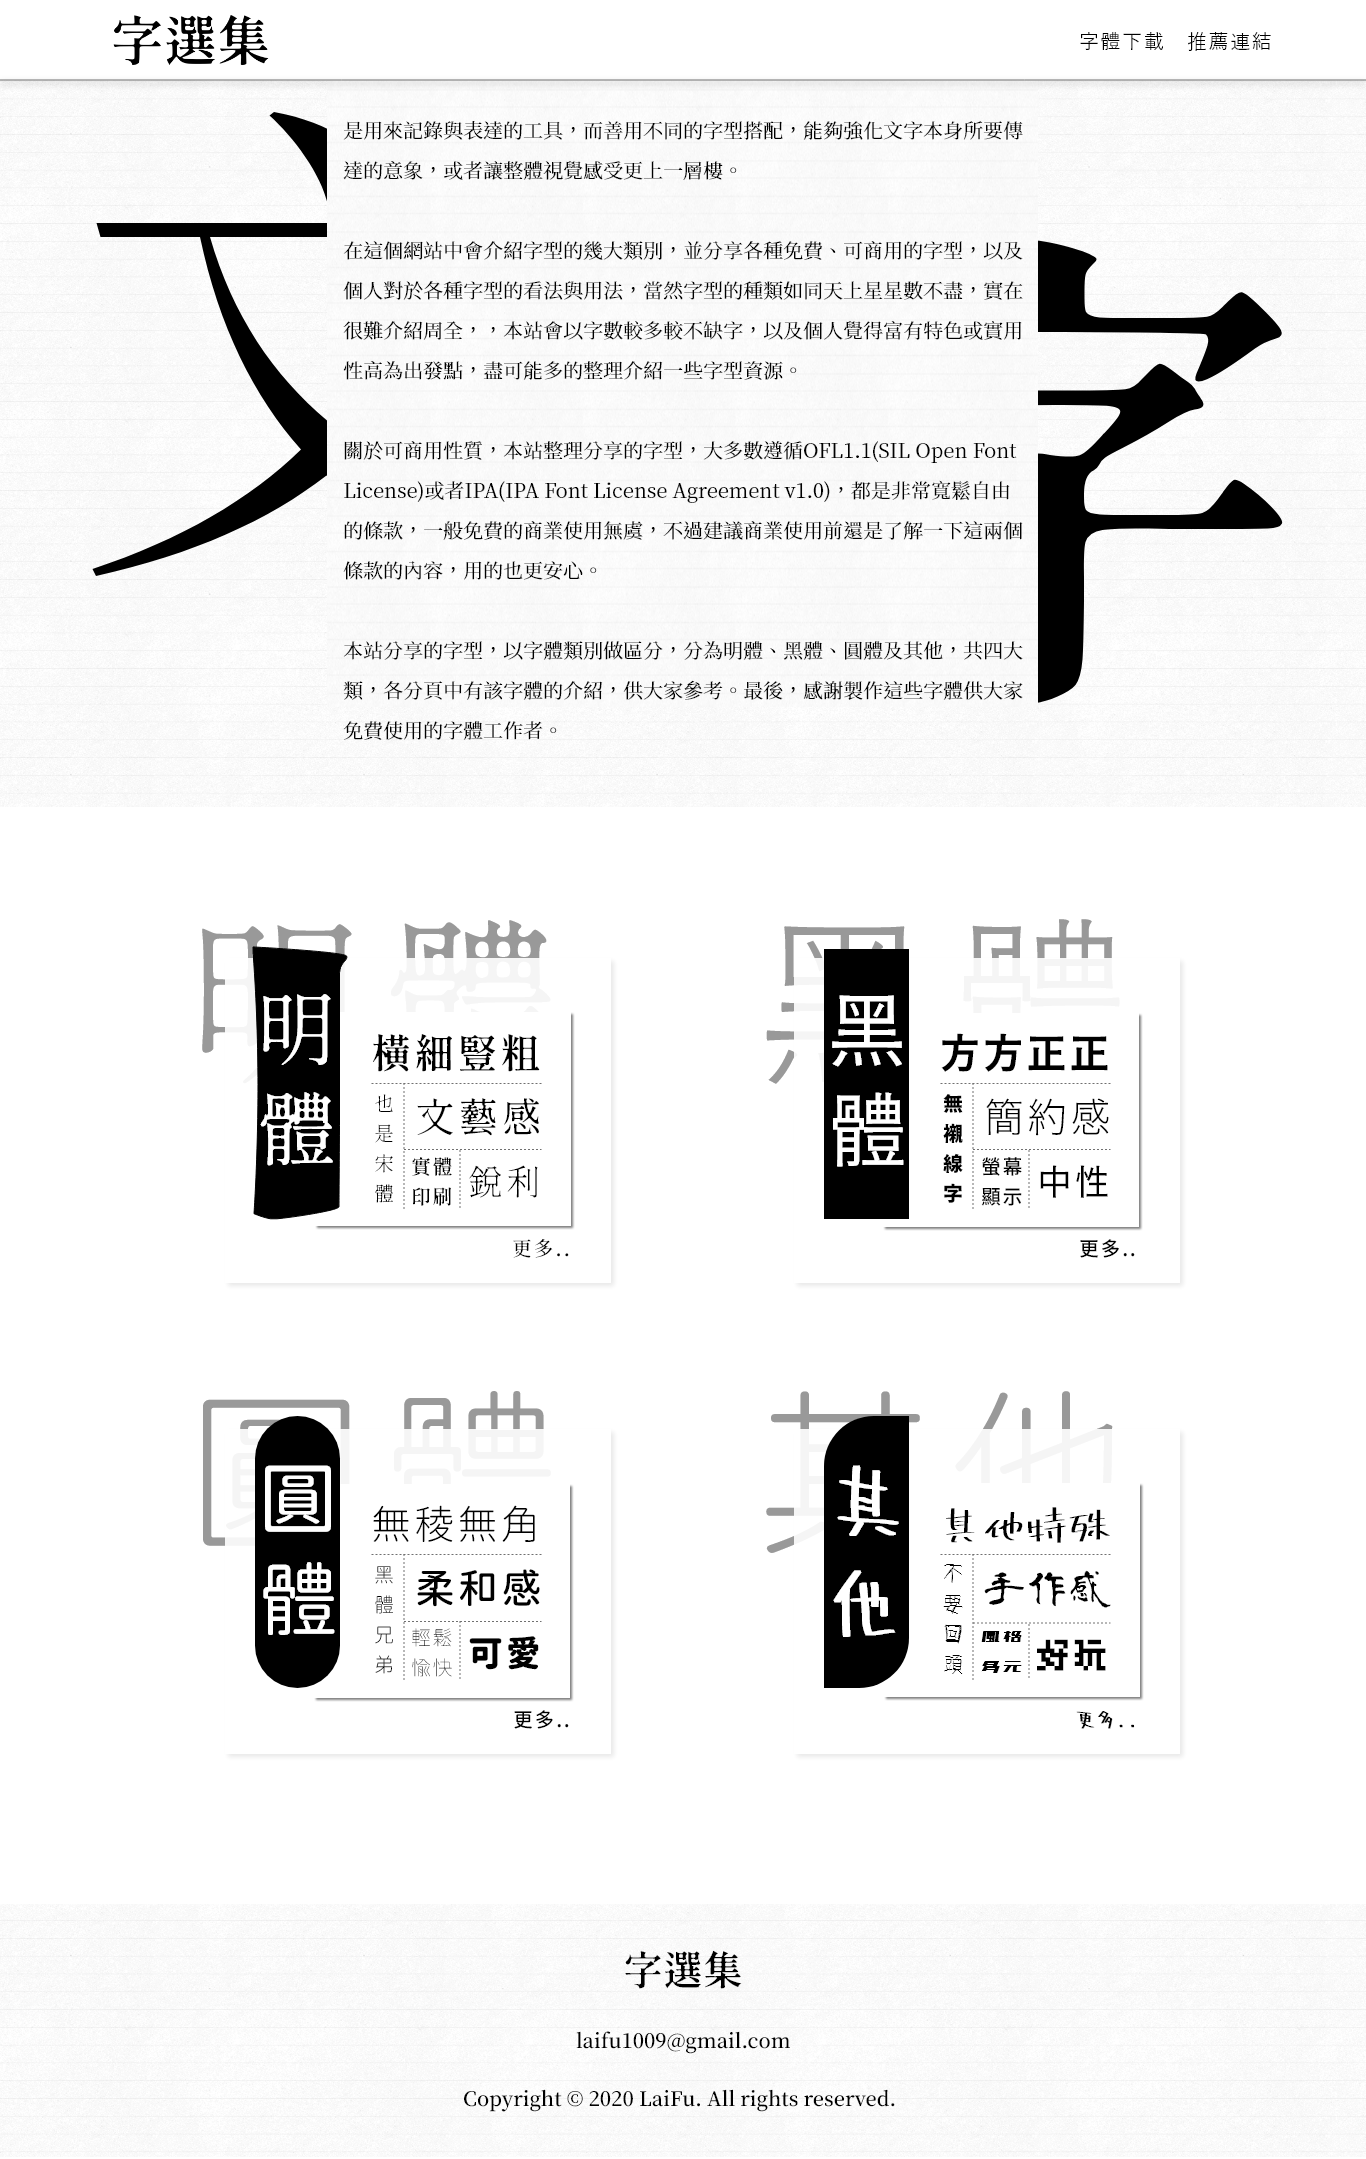 字選集
字體下載 推薦連結
文
字
是用來記錄與表達的工具，而善用不同的字型搭配，能夠強化文字本身所要傳
達的意象，或者讓整體視覺感受更上一層樓。
在這個網站中會介紹字型的幾大類別，並分享各種免費、可商用的字型，以及
個人對於各種字型的看法與用法，當然字型的種類如同天上星星數不盡，實在
很難介紹周全，，本站會以字數較多較不缺字，以及個人覺得富有特色或實用
性高為出發點，盡可能多的整理介紹一些字型資源。
關於可商用性質，本站整理分享的字型，大多數遵循OFL1.1(SIL Open Font
License)或者IPA(IPA Font License Agreement v1.0)，都是非常寬鬆自由
的條款，一般免費的商業使用無虞，不過建議商業使用前還是了解一下這兩個
條款的內容，用的也更安心。
本站分享的字型，以字體類別做區分，分為明體、黑體、圓體及其他，共四大
類，各分頁中有該字體的介紹，供大家參考。最後，感謝製作這些字體供大家
免費使用的字體工作者。
明體
明體
橫細豎粗
也是宋體
文藝感
實體
印刷
銳利
更多..
黑體
黑體
方方正正
無襯線字
簡約感
螢幕
顯示
中性
更多..
圓體
圓體
無稜無角
黑體兄弟
柔和感
輕鬆
愉快
可愛
更多..
其他
其他
其他特殊
不要回頭
手作感
風格
多元
好玩
更多..
字選集
laifu1009@gmail.com
Copyright © 2020 LaiFu. All rights reserved.